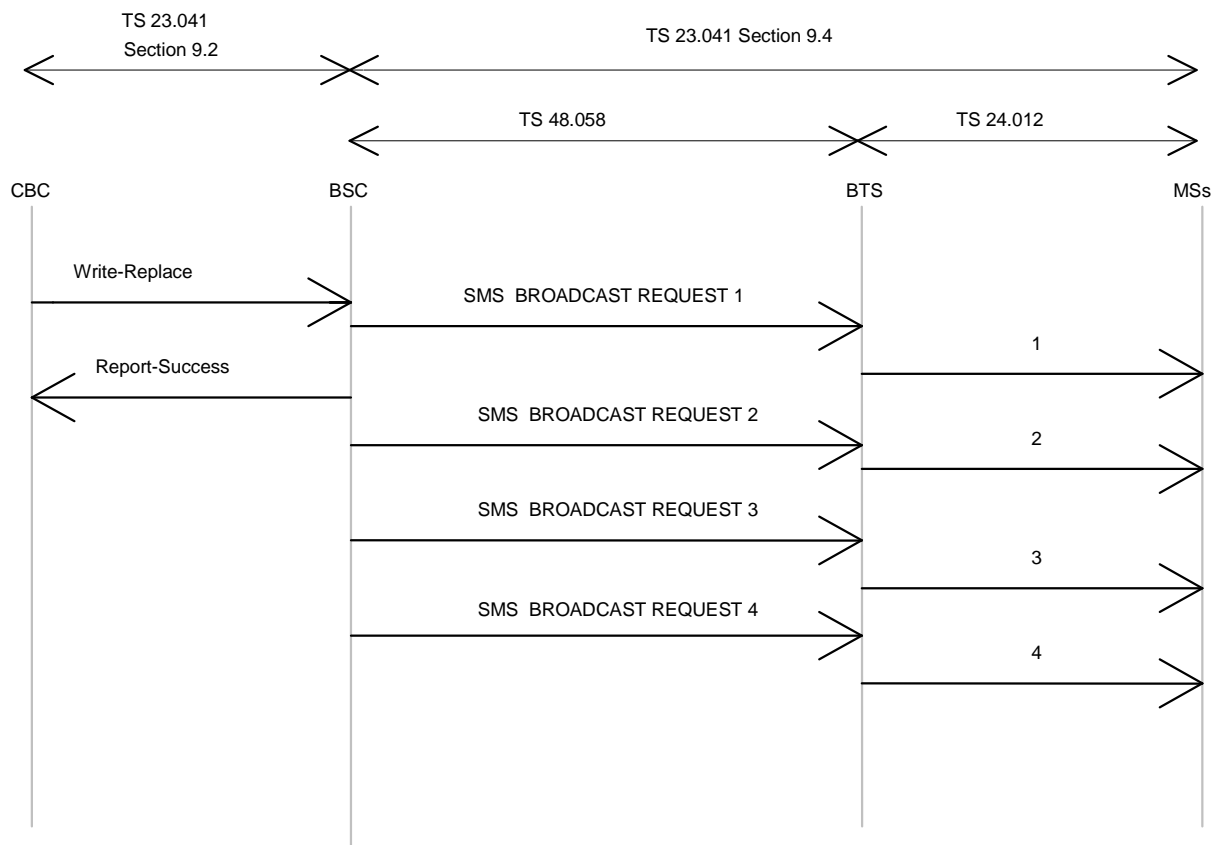 TS 23.041
Section 9.2
TS 23.041 Section 9.4
TS 48.058
TS 24.012
CBC
BSC
BTS
MSs
Write-Replace
SMS BROADCAST REQUEST 1
1
Report-Success
SMS BROADCAST REQUEST 2
2
SMS BROADCAST REQUEST 3
3
SMS BROADCAST REQUEST 4
4